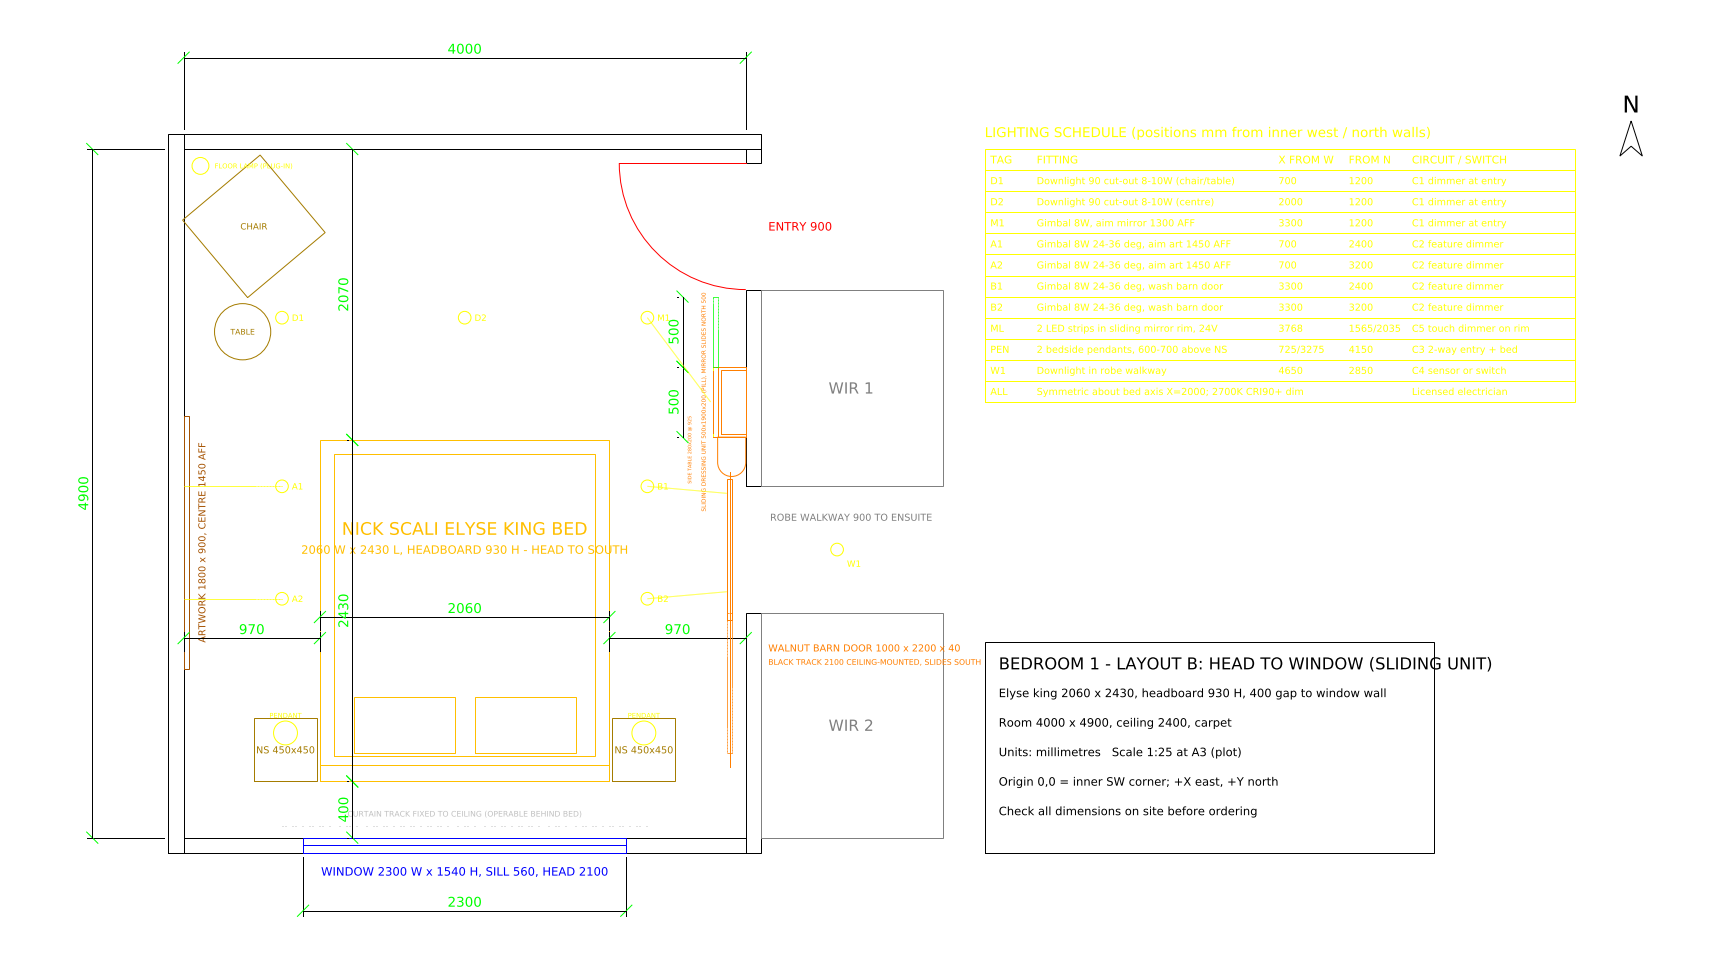 4000
N
LIGHTING SCHEDULE (positions mm from inner west / north walls)
TAG FITTING X FROM W FROM N CIRCUIT / SWITCH
D1 Downlight 90 cut-out 8-10W (chair/table) 700 1200 C1 dimmer at entry
D2 Downlight 90 cut-out 8-10W (centre) 2000 1200 C1 dimmer at entry
M1 Gimbal 8W, aim mirror 1300 AFF 3300 1200 C1 dimmer at entry
A1 Gimbal 8W 24-36 deg, aim art 1450 AFF 700 2400 C2 feature dimmer
A2 Gimbal 8W 24-36 deg, aim art 1450 AFF 700 3200 C2 feature dimmer
B1 Gimbal 8W 24-36 deg, wash barn door 3300 2400 C2 feature dimmer
B2 Gimbal 8W 24-36 deg, wash barn door 3300 3200 C2 feature dimmer
ML 2 LED strips in sliding mirror rim, 24V 3768 1565/2035 C5 touch dimmer on rim
PEN 2 bedside pendants, 600-700 above NS 725/3275 4150 C3 2-way entry + bed
W1 Downlight in robe walkway 4650 2850 C4 sensor or switch
ALL Symmetric about bed axis X=2000; 2700K CRI90+ dim Licensed electrician
CHAIR
ENTRY 900
2070
TABLE
D1
D2
M1
500
500
WIR 1
4900
ARTWORK 1800 x 900, CENTRE 1450 AFF
A1
B1
NICK SCALI ELYSE KING BED
2060 W x 2430 L, HEADBOARD 930 H - HEAD TO SOUTH
ROBE WALKWAY 900 TO ENSUITE
W1
A2
B2
2430
2060
970
970
WALNUT BARN DOOR 1000 x 2200 x 40
BLACK TRACK 2100 CEILING-MOUNTED, SLIDES SOUTH
WIR 2
PENDANT
PENDANT
NS 450x450
NS 450x450
400
CURTAIN TRACK FIXED TO CEILING (OPERABLE BEHIND BED)
WINDOW 2300 W x 1540 H, SILL 560, HEAD 2100
2300
BEDROOM 1 - LAYOUT B: HEAD TO WINDOW (SLIDING UNIT)
Elyse king 2060 x 2430, headboard 930 H, 400 gap to window wall
Room 4000 x 4900, ceiling 2400, carpet
Units: millimetres Scale 1:25 at A3 (plot)
Origin 0,0 = inner SW corner; +X east, +Y north
Check all dimensions on site before ordering